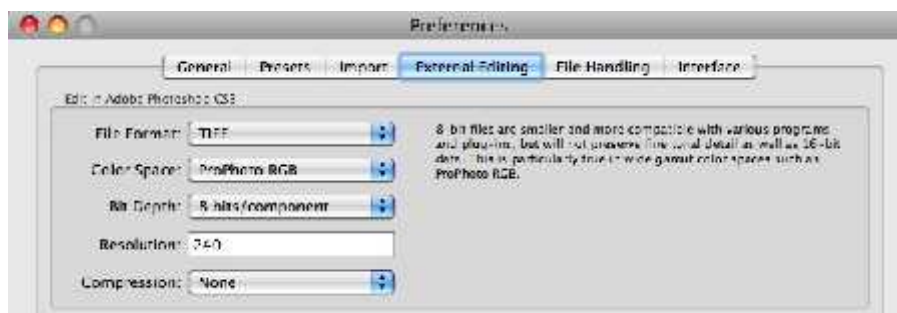 Preferences
General Presets Import External Editing File Handling Interface
Edit in Adobe Photoshop CS3
File Format: TIFF
8-bit files are smaller and more compatible with various programs
and plug-ins, but will not preserve fine tonal detail as well as 16-bit
data. This is particularly true in wide gamut color spaces such as
ProPhoto RGB.
Color Space: ProPhoto RGB
Bit Depth: 8 bits/component
Resolution: 240
Compression: None